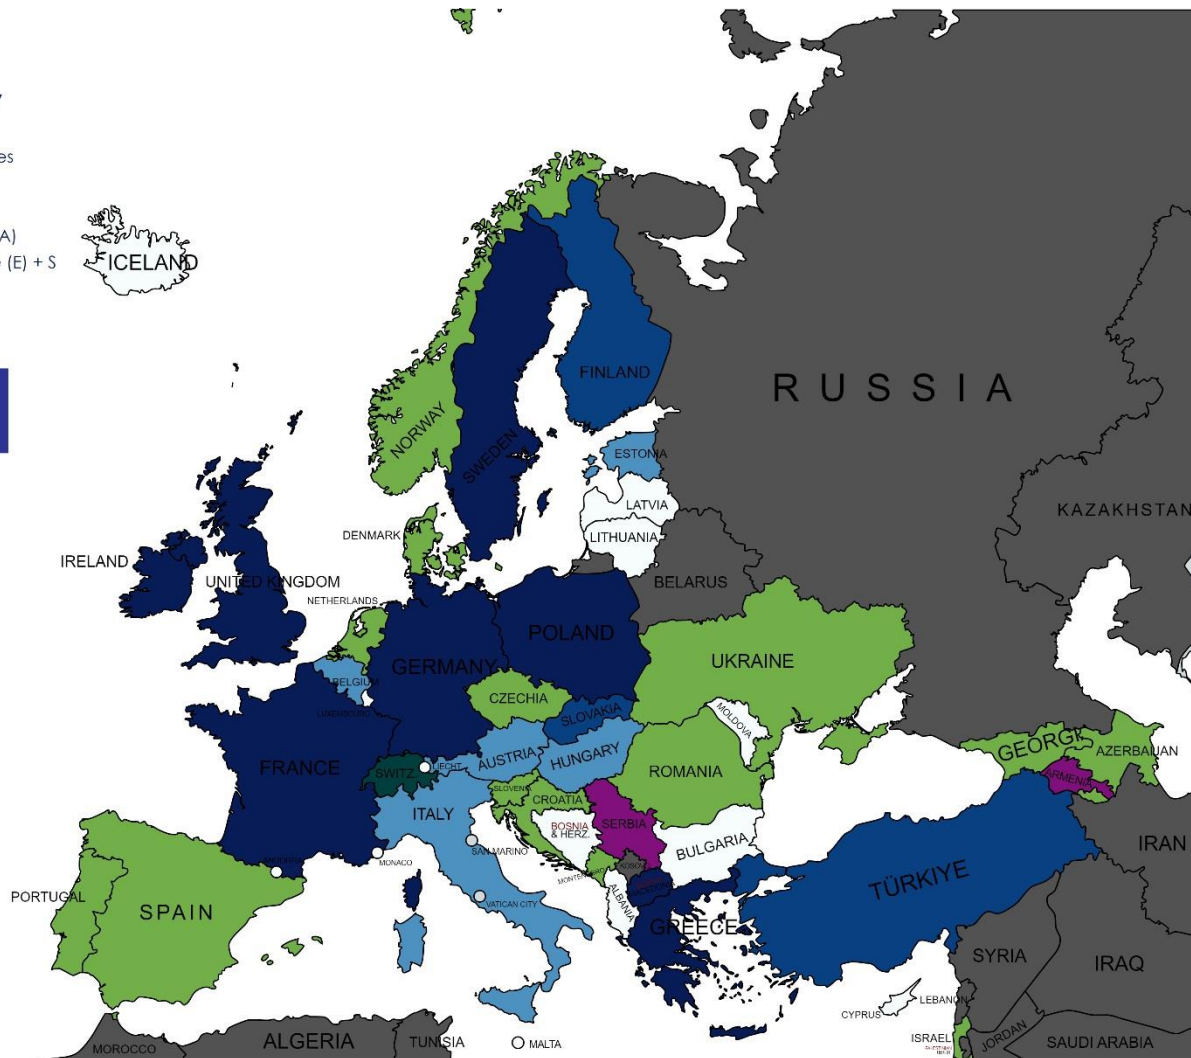 es
A)
(E) + S
ICELAND
RUSSIA
FINLAND
NORWAY
SWEDEN
ESTONIA
LATVIA
KAZAKHSTAN
DENMARK
LITHUANIA
IRELAND
UNITED KINGDOM
BELARUS
NETHERLANDS
POLAND
GERMANY
UKRAINE
BELGIUM
CZECHIA
LUXEMBOURG
SLOVAKIA
MOLDOVA
AUSTRIA
HUNGARY
GEORGI
AZERBAIJAN
FRANCE
SWITZ.
LIECHT.
ROMANIA
ARMENIA
SLOVENI
CROATIA
ITALY
BOSNIA
& HERZ.
SERBIA
BULGARIA
IRAN
SAN MARINO
MONACO
ANDORRA
KOSOVO
MONTENEGRO
TÜRKIYE
PORTUGAL
SPAIN
VATICAN CITY
ALBANIA
MACEDONIA
GREECE
SYRIA
IRAQ
LEBANON
CYPRUS
ISRAEL
JORDAN
SAUDI ARABIA
MOROCCO
ALGERIA
TUNISIA
MALTA